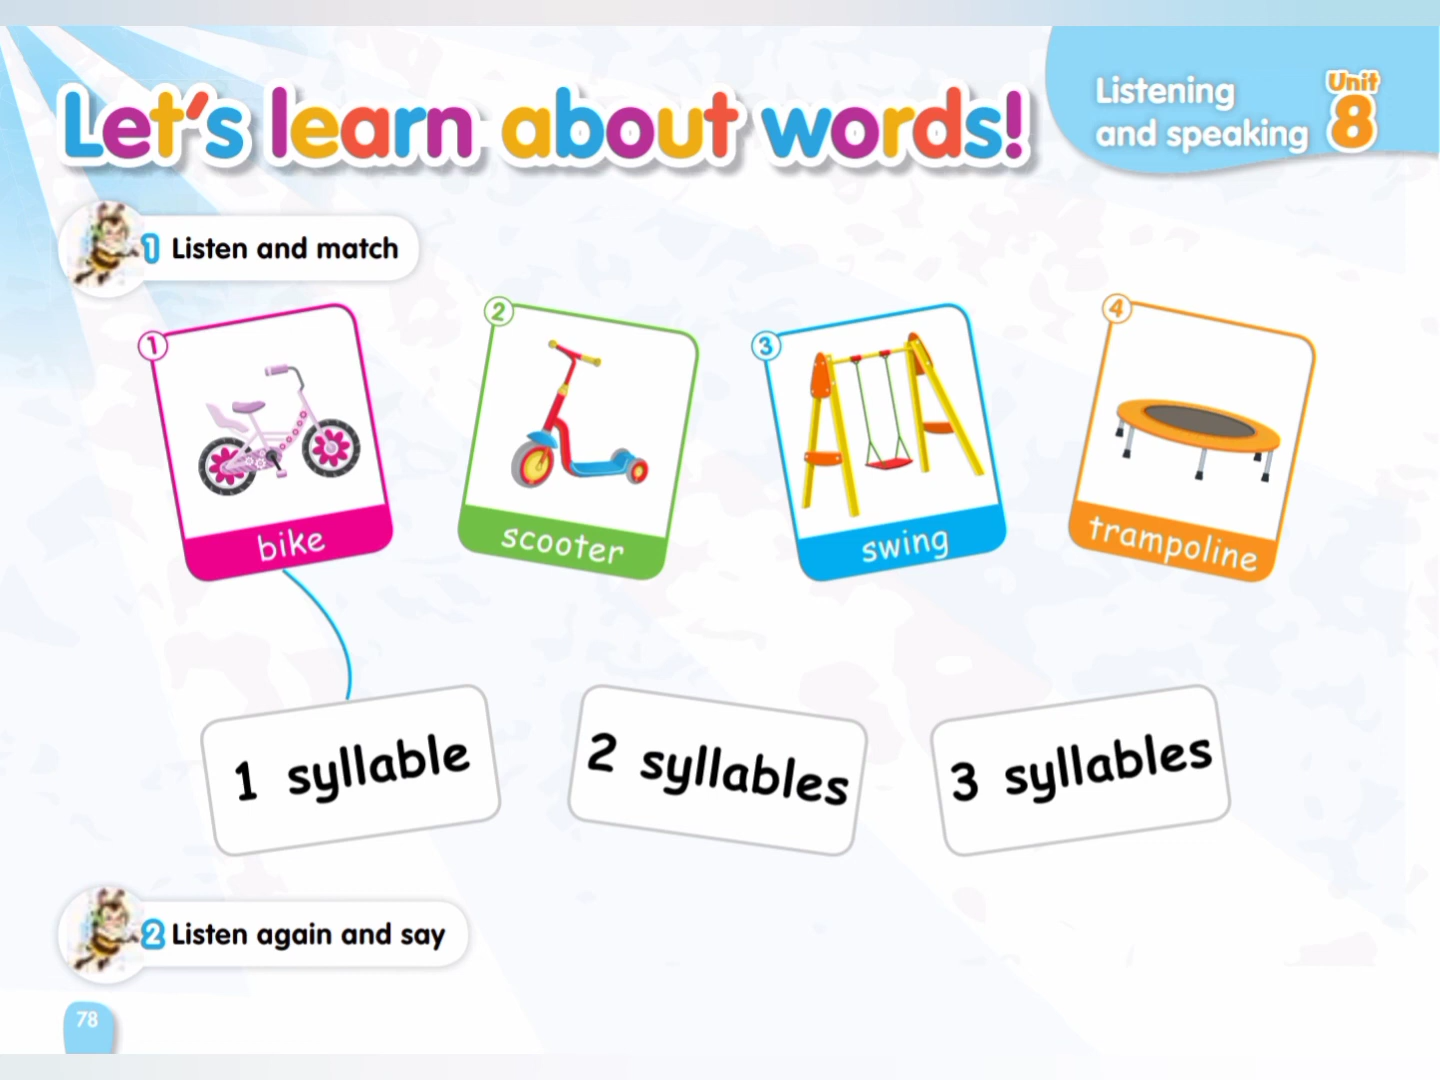 Let's learn about words!
Listening
and speaking
Unit
8
1 Listen and match
1
bike
2
scooter
3
swing
4
trampoline
1 syllable
2 syllables
3 syllables
2 Listen again and say
78